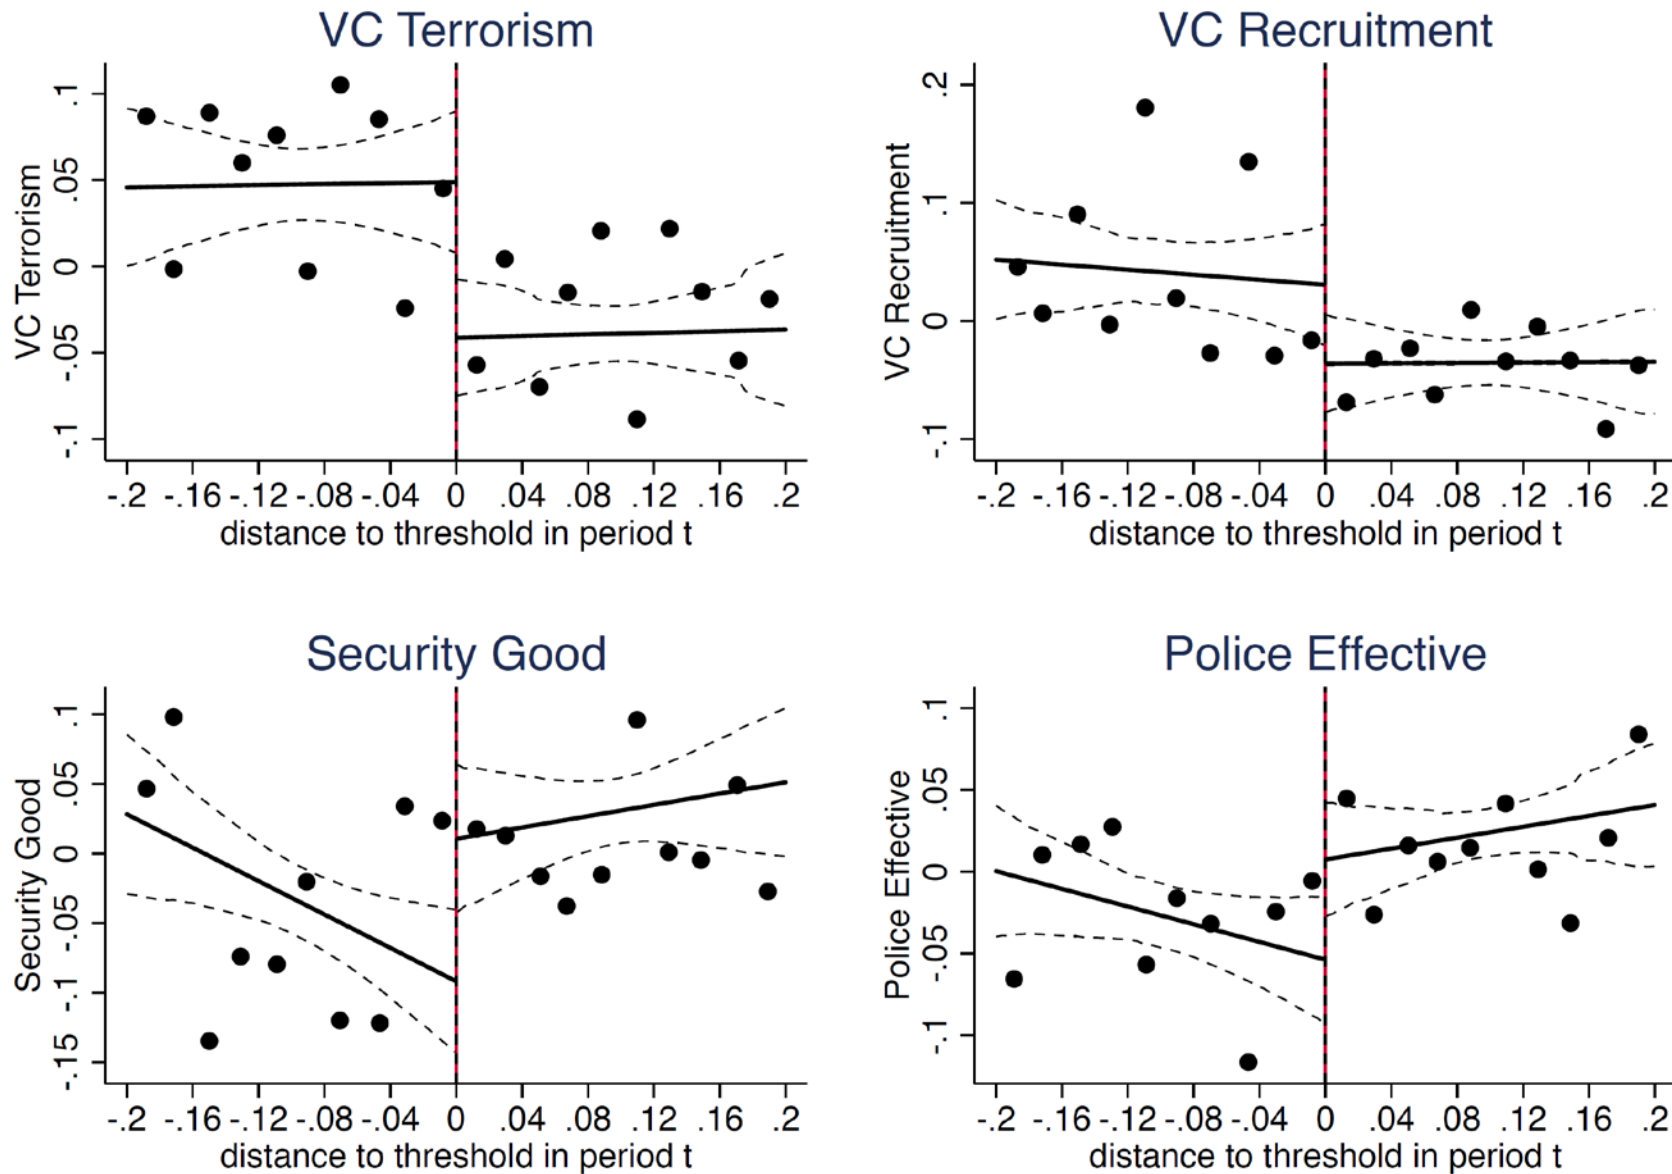 VC Terrorism
VC Terrorism
.1
.05
0
-.05
-.1
-.2 -.16 -.12 -.08 -.04 0 .04 .08 .12 .16 .2
distance to threshold in period t
VC Recruitment
VC Recruitment
.2
.1
0
-.1
-.2 -.16 -.12 -.08 -.04 0 .04 .08 .12 .16 .2
distance to threshold in period t
Security Good
Security Good
.1
.05
0
-.05
-.1
-.15
-.2 -.16 -.12 -.08 -.04 0 .04 .08 .12 .16 .2
distance to threshold in period t
Police Effective
Police Effective
.1
.05
0
-.05
-.1
-.2 -.16 -.12 -.08 -.04 0 .04 .08 .12 .16 .2
distance to threshold in period t